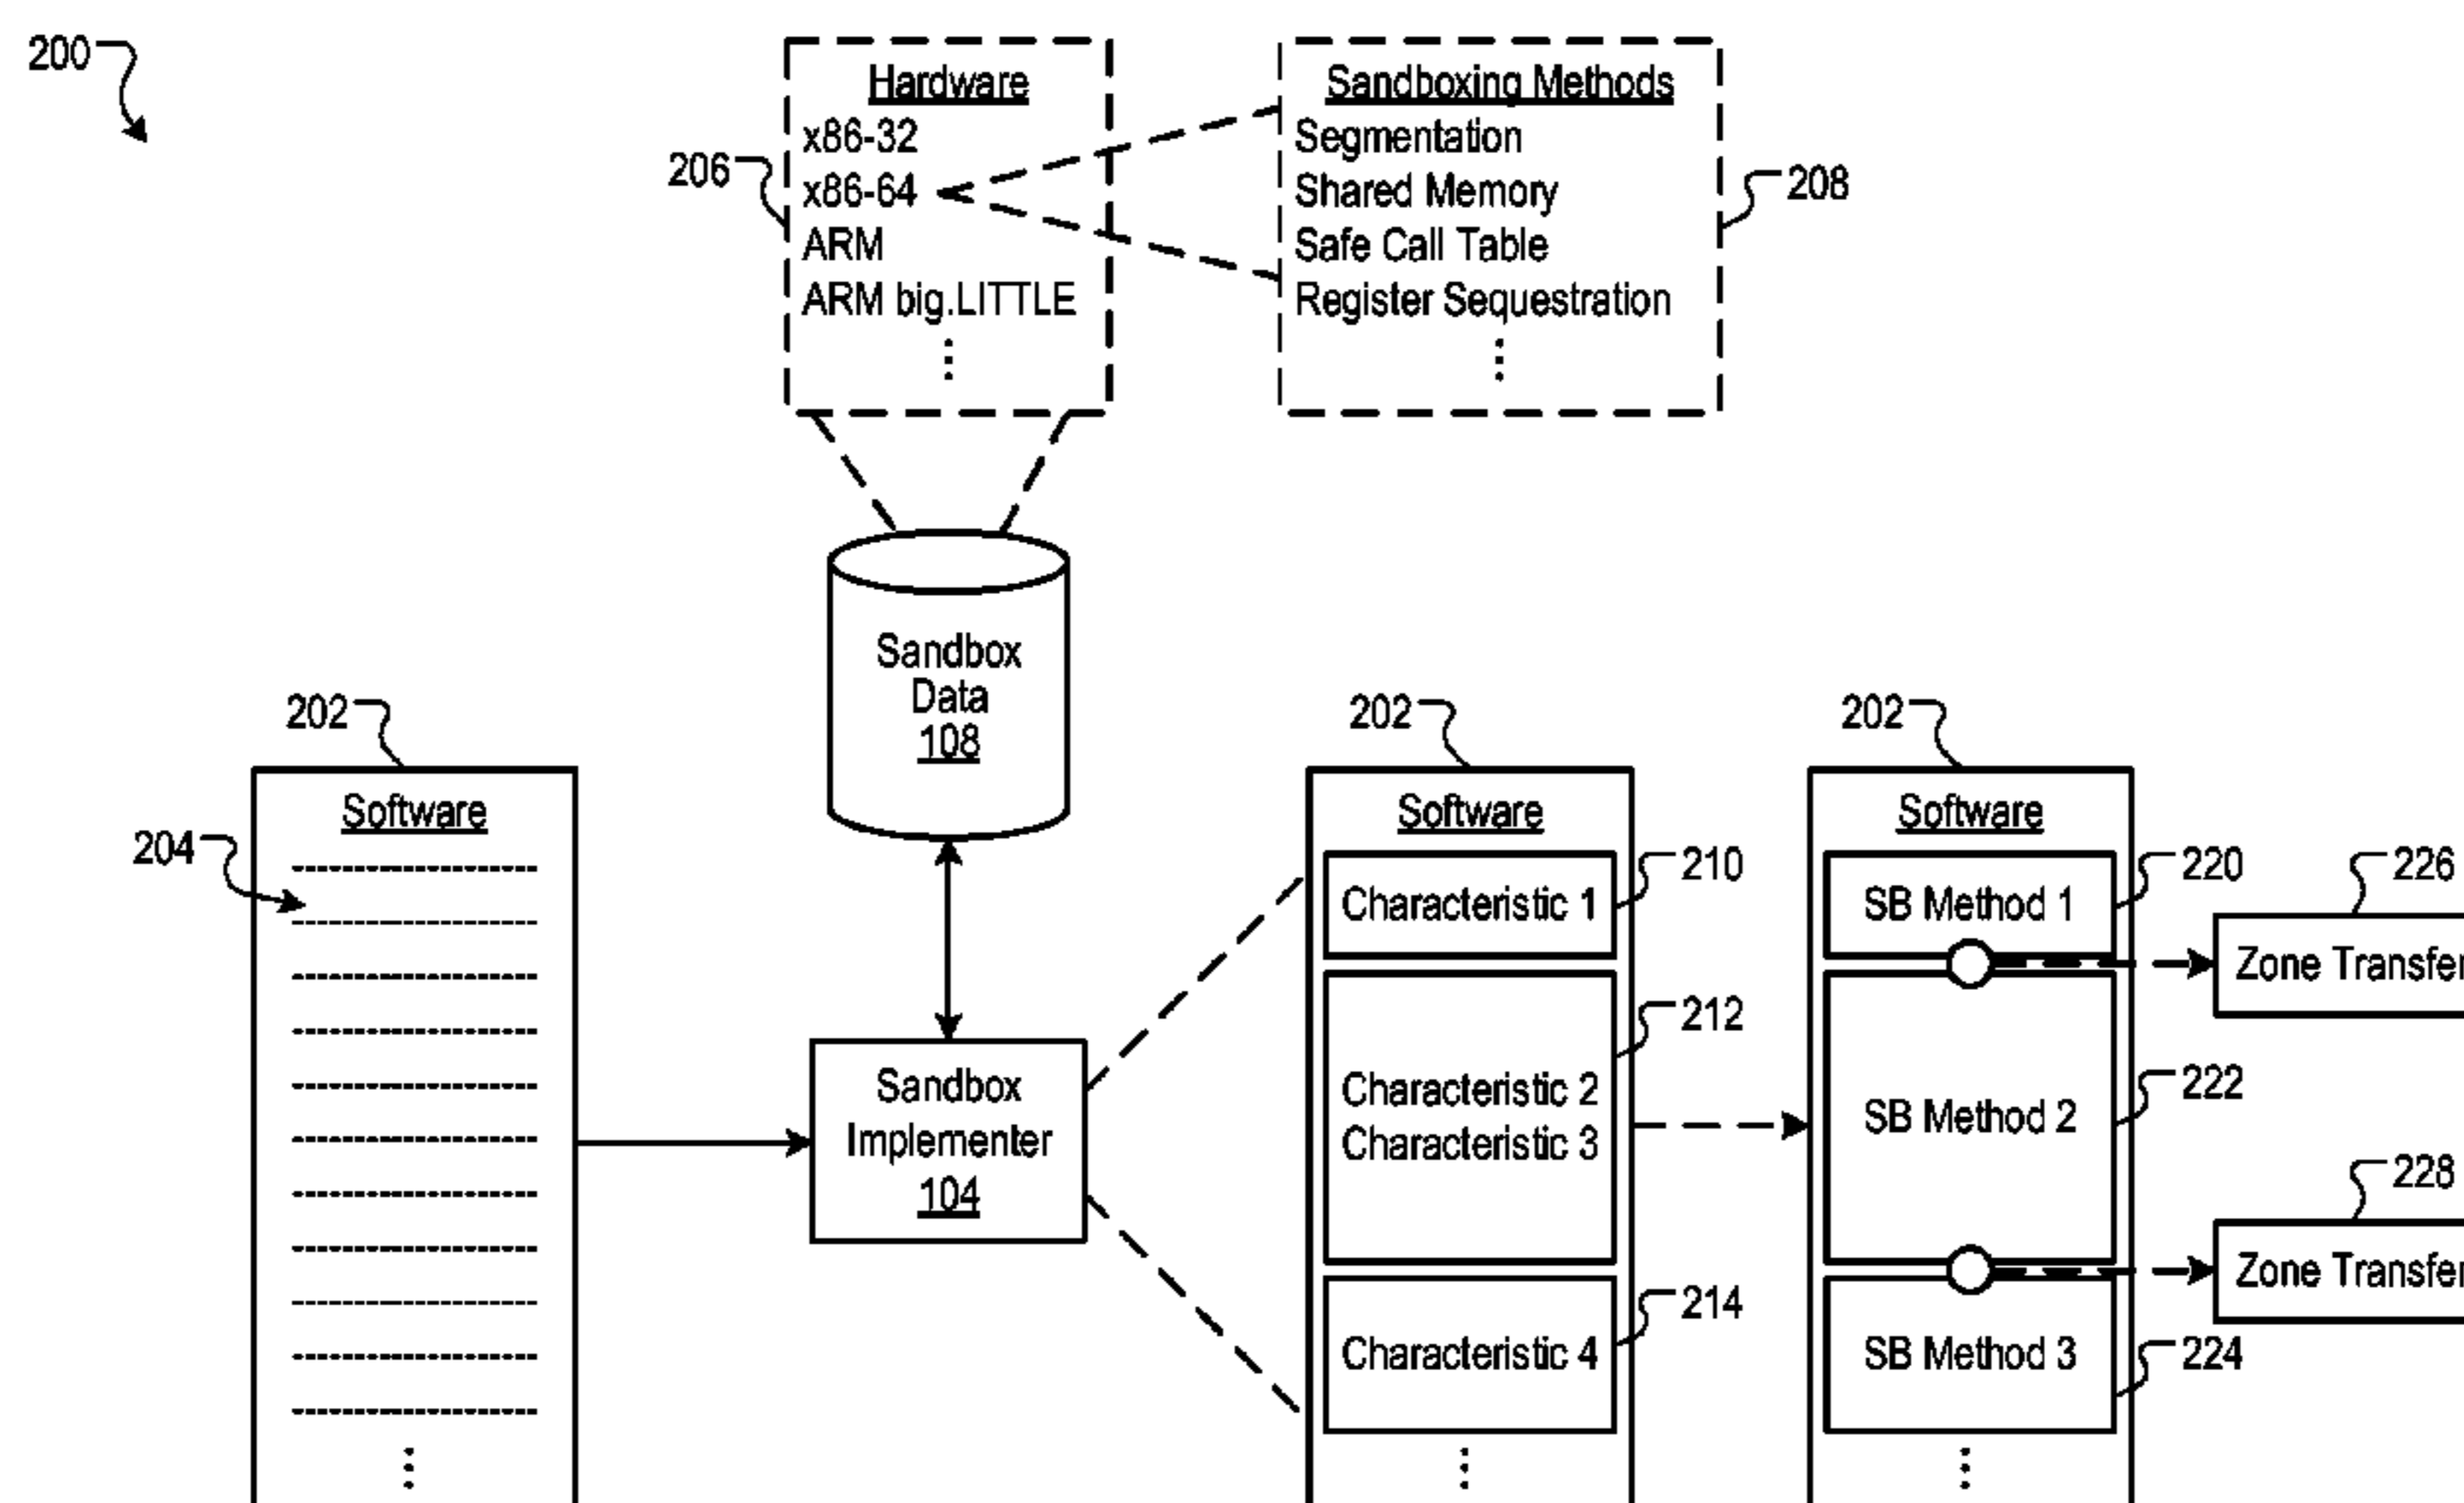 200
Hardware
x86-32
x86-64
ARM
ARM big.LITTLE
⋮
206
Sandboxing Methods
Segmentation
Shared Memory
Safe Call Table
Register Sequestration
⋮
208
Sandbox
Data
108
202
Software
204
⋮
Sandbox
Implementer
104
202
Software
Characteristic 1
210
Characteristic 2
Characteristic 3
212
Characteristic 4
214
⋮
202
Software
SB Method 1
220
SB Method 2
222
SB Method 3
224
⋮
226
Zone Transfer
228
Zone Transfer